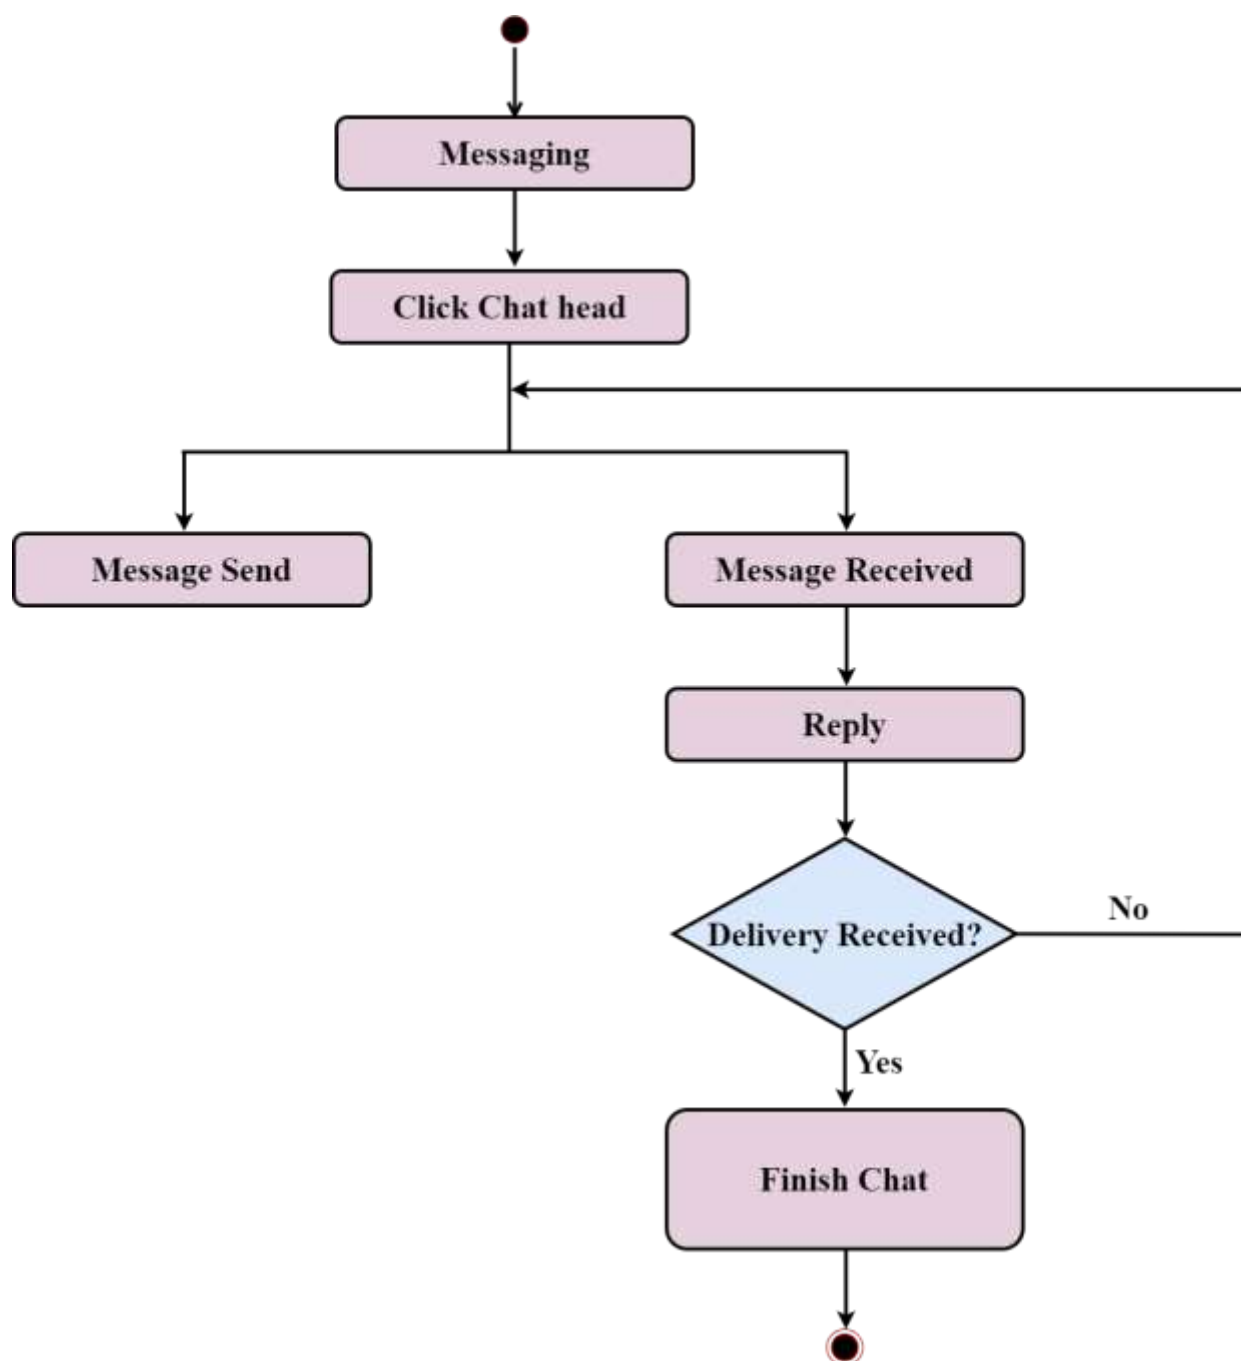 Messaging
Click Chat head
Message Send
Message Received
Reply
Delivery Received?
No
Yes
Finish Chat